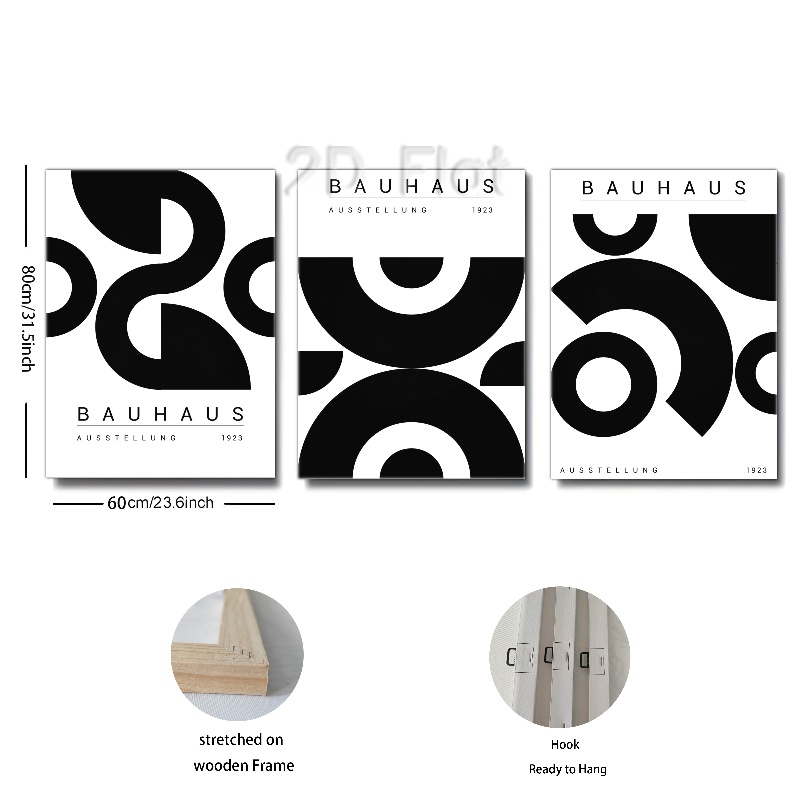 2D Flat
BAUHAUS
AUSSTELLUNG 1923
BAUHAUS
AUSSTELLUNG 1923
BAUHAUS
AUSSTELLUNG 1923
80cm/31.5inch
60cm/23.6inch
stretched on
wooden Frame
Hook
Ready to Hang